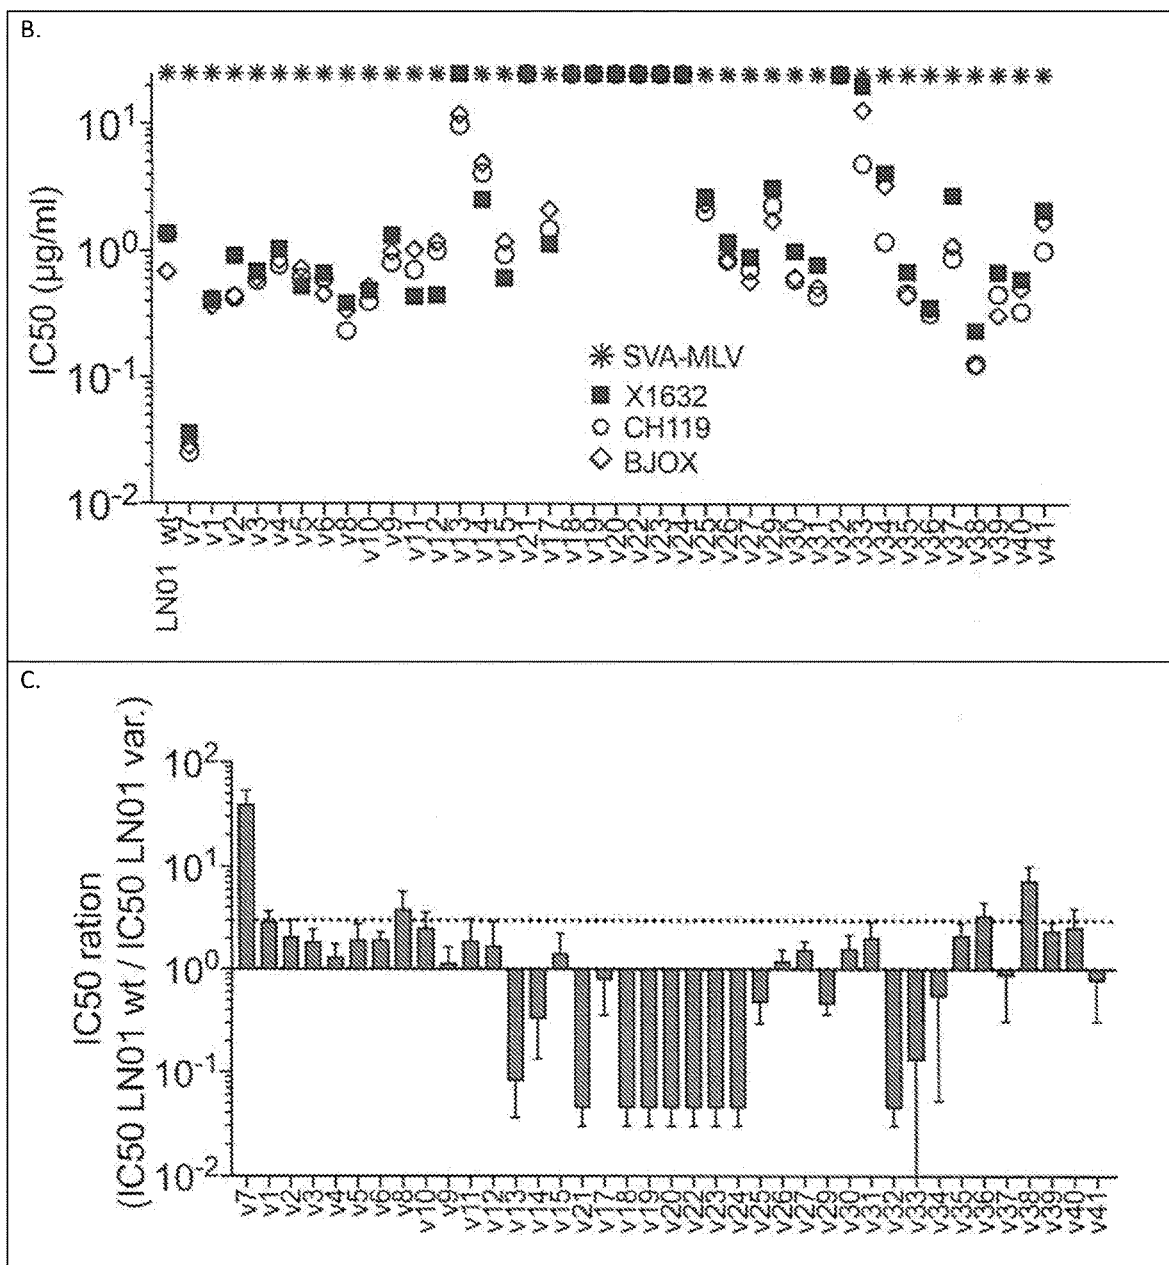 B.
IC50 (µg/ml)
10¹
10⁰
10⁻¹
10⁻²
SVA-MLV
X1632
CH119
BJOX
wt
v7
v1
v2
v3
v4
v5
v6
v8
v10
v9
v11
v12
v13
v14
v15
v21
v17
v18
v19
v20
v22
v23
v24
v25
v26
v27
v29
v30
v31
v32
v33
v34
v35
v36
v37
v38
v39
v40
v41
LN01
C.
IC50 ration
(IC50 LN01 wt / IC50 LN01 var.)
10²
10¹
10⁰
10⁻¹
10⁻²
v7
v1
v2
v3
v4
v5
v6
v8
v10
v9
v11
v12
v13
v14
v15
v21
v17
v18
v19
v20
v22
v23
v24
v25
v26
v27
v29
v30
v31
v32
v33
v34
v35
v36
v37
v38
v39
v40
v41